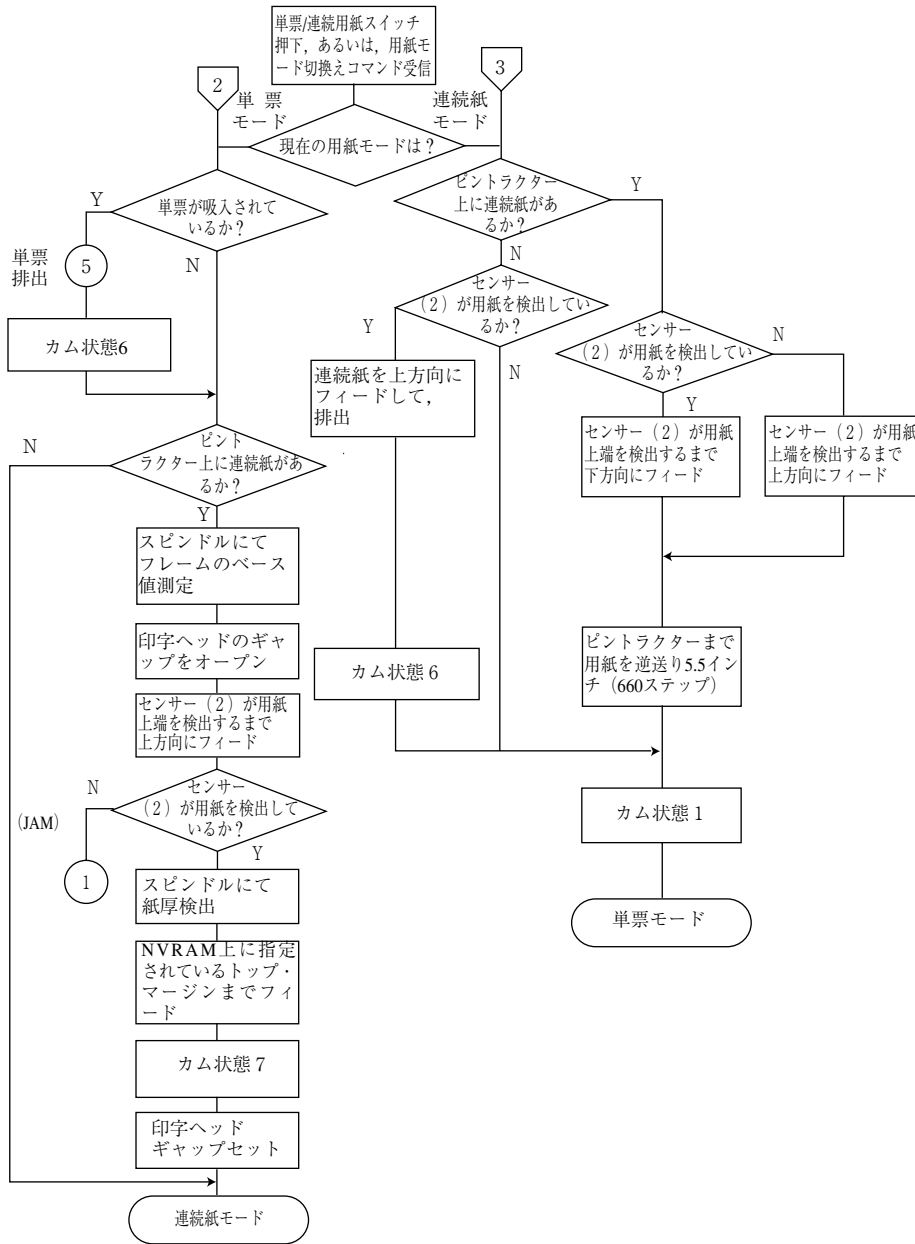 単票/連続用紙スイッチ
押下，あるいは，用紙モ
ード切換えコマンド受信
2
3
単 票
モード
連続紙
モード
現在の用紙モードは？
Y
単票が吸入されて
いるか？
N
単票
排出
5
カム状態6
N
ピント
ラクター上に連続紙があ
るか？
Y
スピンドルにて
フレームのベース
値測定
印字ヘッドのギャ
ップをオープン
センサー（2）が用紙
上端を検出するまで
上方向にフィード
N
センサー
（2）が用紙を検出して
いるか？
Y
(JAM)
1
スピンドルにて
紙厚検出
NVRAM上に指定
されているトップ・
マージンまでフィ
ード
カム状態７
印字ヘッド
ギャップセット
連続紙モード
ピントラクター
上に連続紙があ
るか？
Y
N
センサー
（2）が用紙を検出してい
るか？
Y
N
連続紙を上方向に
フィードして，
排出
カム状態６
センサー
（2）が用紙を検出してい
るか？
N
Y
センサー（2）が用紙
上端を検出するまで
下方向にフィード
センサー（2）が用紙
上端を検出するまで
上方向にフィード
ピントラクターまで
用紙を逆送り5.5イン
チ（660ステップ）
カム状態１
単票モード